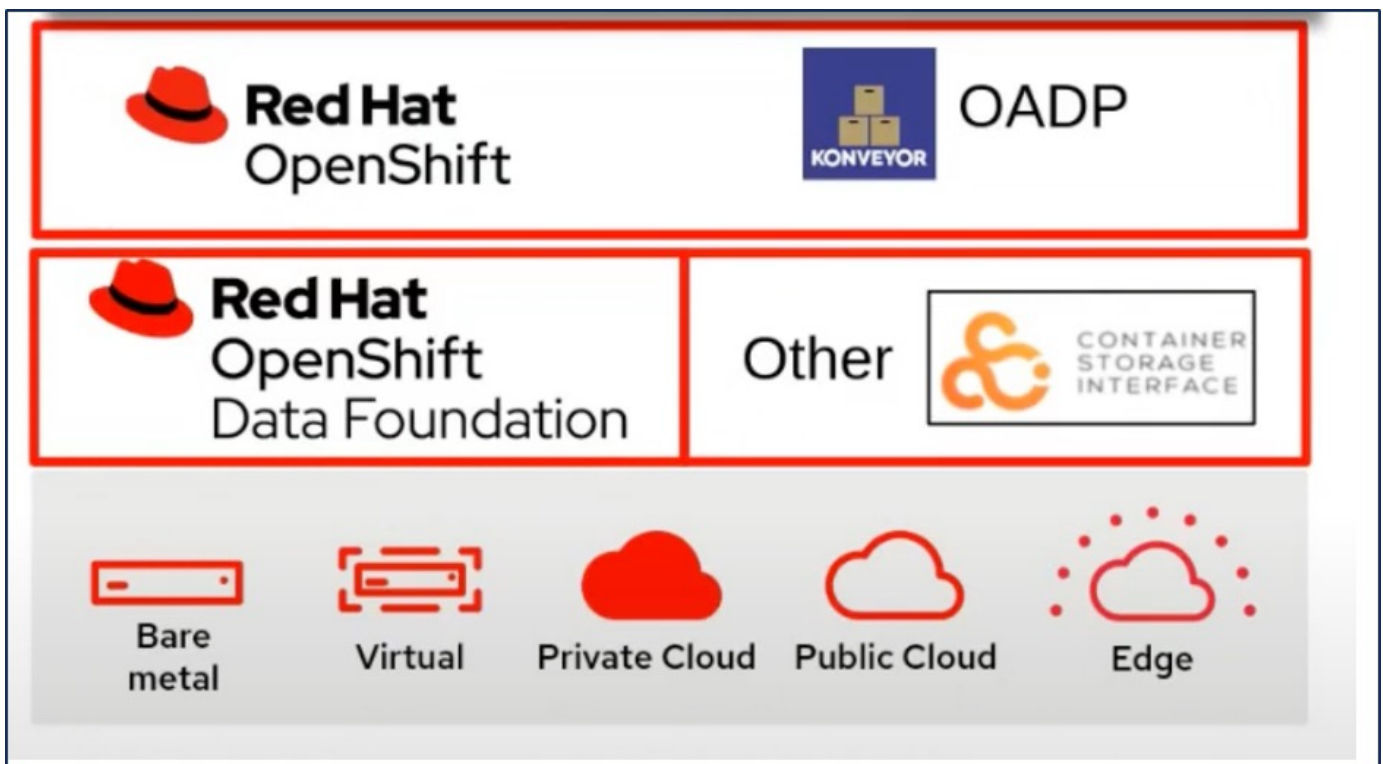 Red Hat
OpenShift
KONVEYOR
OADP
Red Hat
OpenShift
Data Foundation
Other
CONTAINER
STORAGE
INTERFACE
Bare
metal
Virtual
Private Cloud
Public Cloud
Edge